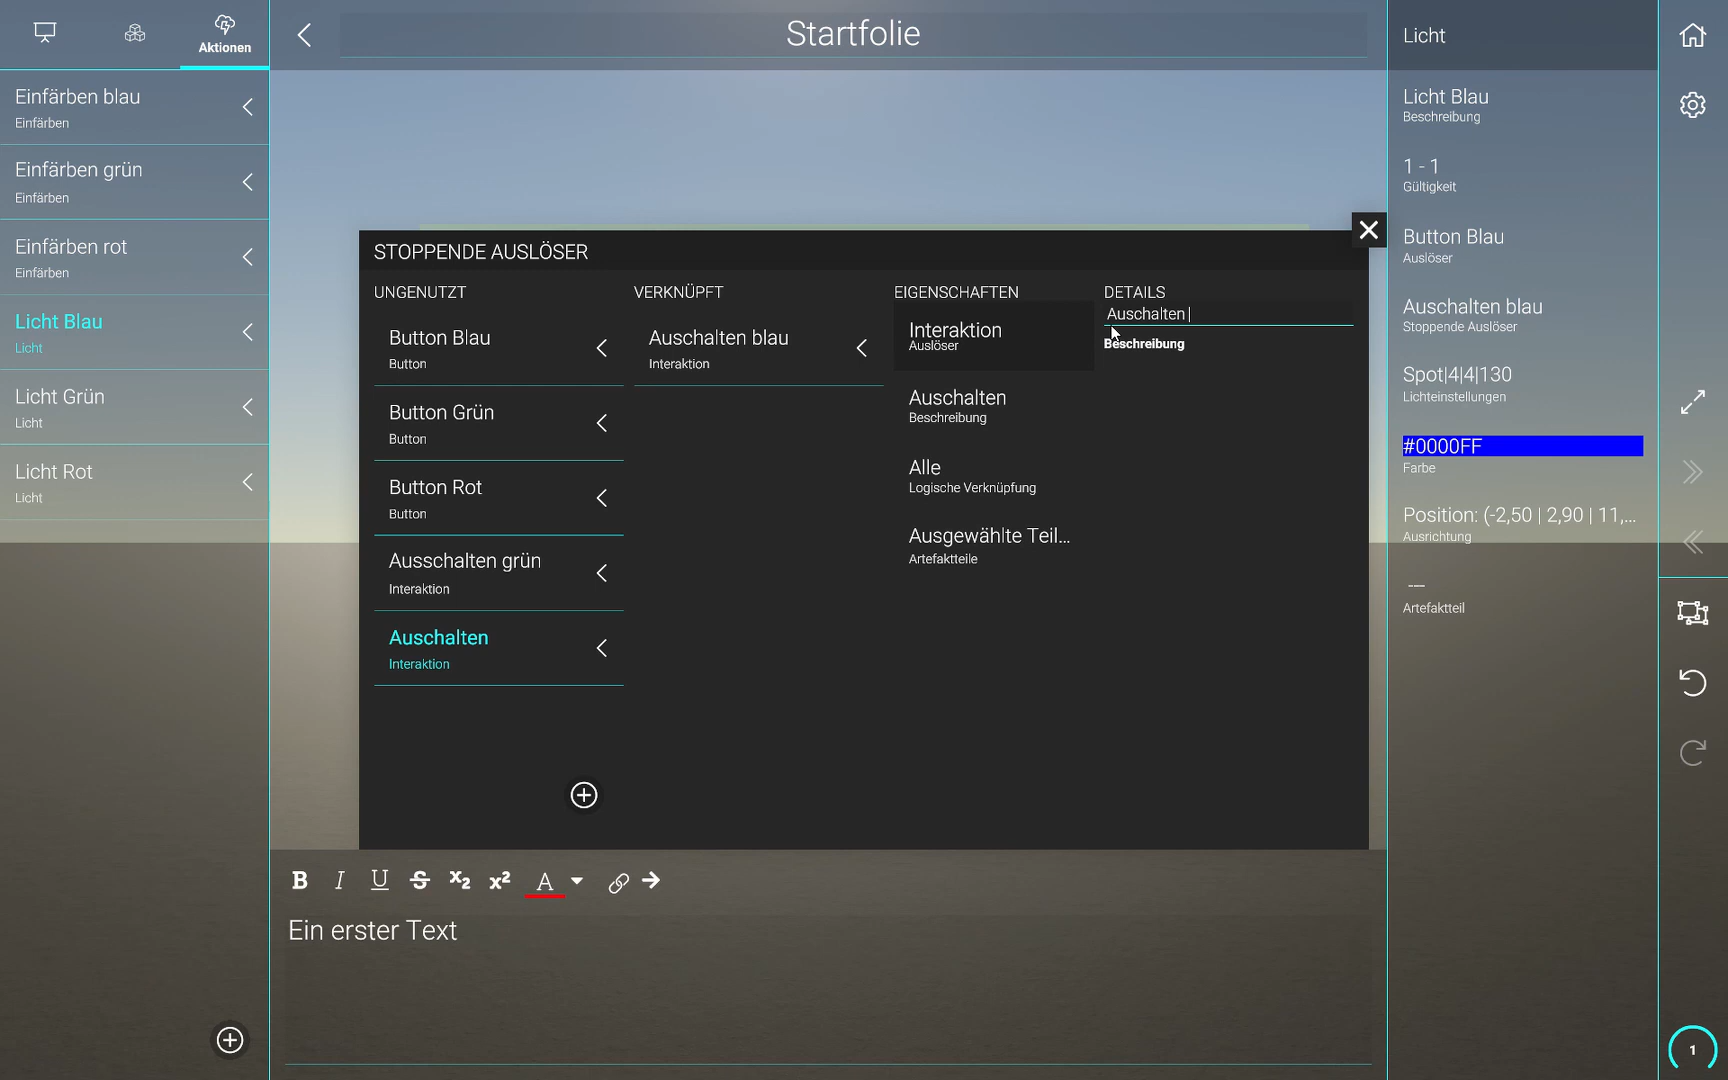 Aktionen
Einfärben blau
Einfärben
Einfärben grün
Einfärben
Einfärben rot
Einfärben
Licht Blau
Licht
Licht Grün
Licht
Licht Rot
Licht
Startfolie
STOPPENDE AUSLÖSER
UNGENUTZT
Button Blau
Button
Button Grün
Button
Button Rot
Button
Ausschalten grün
Interaktion
Auschalten
Interaktion
VERKNÜPFT
Auschalten blau
Interaktion
EIGENSCHAFTEN
Interaktion
Auslöser
Auschalten
Beschreibung
Alle
Logische Verknüpfung
Ausgewählte Teil...
Artefaktteile
DETAILS
Auschalten
Beschreibung
B I U S x2 x2 A
Ein erster Text
Licht
Licht Blau
Beschreibung
1 - 1
Gültigkeit
Button Blau
Auslöser
Auschalten blau
Stoppende Auslöser
Spot|4|4|130
Lichteinstellungen
#0000FF
Farbe
Position: (-2,50 | 2,90 | 11,...
Ausrichtung
---
Artefaktteil
1